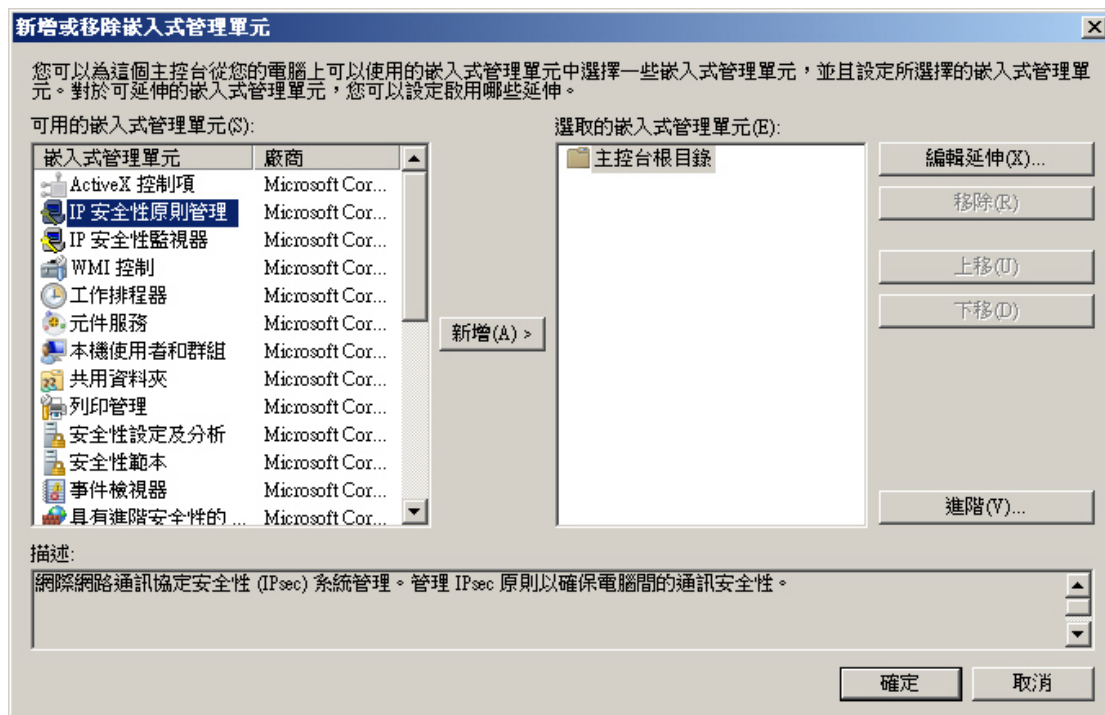 新增或移除嵌入式管理單元
您可以為這個主控台從您的電腦上可以使用的嵌入式管理單元中選擇一些嵌入式管理單元，並且設定所選擇的嵌入式管理單
元。對於可延伸的嵌入式管理單元，您可以設定啟用哪些延伸。
可用的嵌入式管理單元(S):
嵌入式管理單元 廠商
ActiveX 控制項 Microsoft Cor...
IP 安全性原則管理 Microsoft Cor...
IP 安全性監視器 Microsoft Cor...
WMI 控制 Microsoft Cor...
工作排程器 Microsoft Cor...
元件服務 Microsoft Cor...
本機使用者和群組 Microsoft Cor...
共用資料夾 Microsoft Cor...
列印管理 Microsoft Cor...
安全性設定及分析 Microsoft Cor...
安全性範本 Microsoft Cor...
事件檢視器 Microsoft Cor...
具有進階安全性的 ... Microsoft Cor...
新增(A) >
選取的嵌入式管理單元(E):
主控台根目錄
編輯延伸(X)...
移除(R)
上移(U)
下移(D)
進階(V)...
描述:
網際網路通訊協定安全性 (IPsec) 系統管理。管理 IPsec 原則以確保電腦間的通訊安全性。
確定
取消